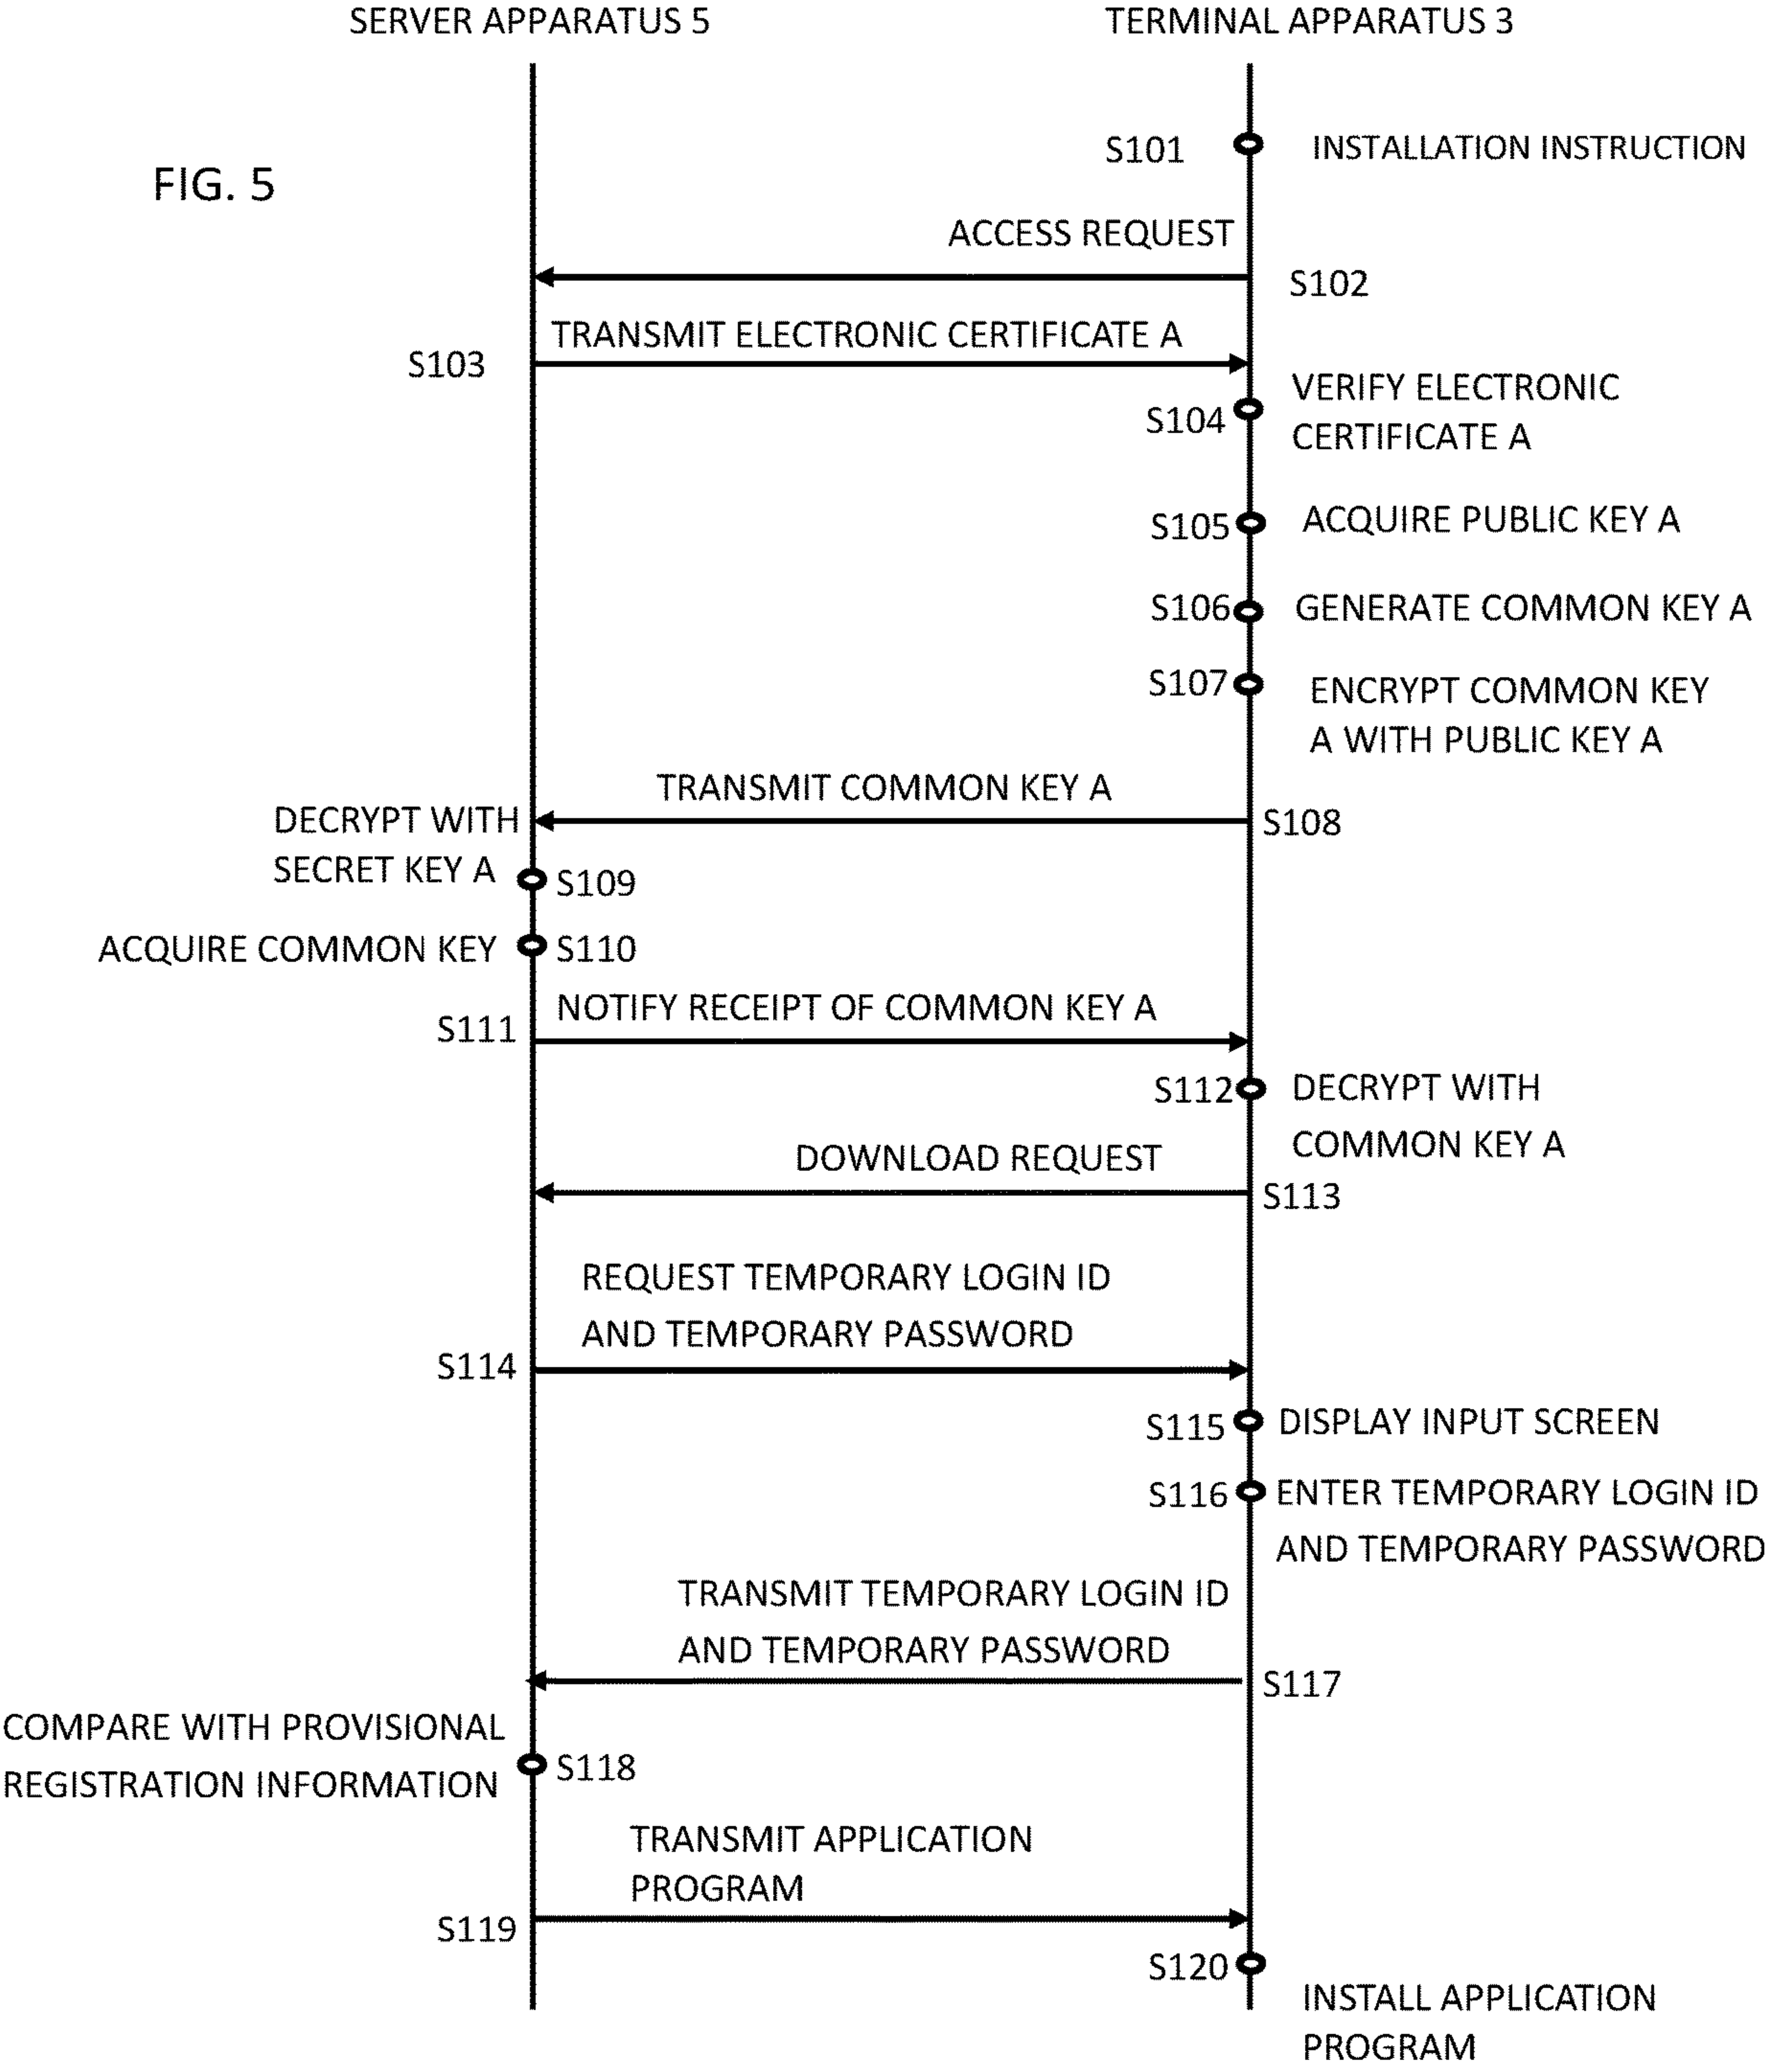 SERVER APPARATUS 5
TERMINAL APPARATUS 3
S101
INSTALLATION INSTRUCTION
FIG. 5
ACCESS REQUEST
S102
TRANSMIT ELECTRONIC CERTIFICATE A
S103
VERIFY ELECTRONIC
CERTIFICATE A
S104
S105
ACQUIRE PUBLIC KEY A
S106
GENERATE COMMON KEY A
S107
ENCRYPT COMMON KEY
A WITH PUBLIC KEY A
TRANSMIT COMMON KEY A
S108
DECRYPT WITH
SECRET KEY A
S109
ACQUIRE COMMON KEY
S110
NOTIFY RECEIPT OF COMMON KEY A
S111
S112
DECRYPT WITH
COMMON KEY A
DOWNLOAD REQUEST
S113
REQUEST TEMPORARY LOGIN ID
AND TEMPORARY PASSWORD
S114
S115
DISPLAY INPUT SCREEN
S116
ENTER TEMPORARY LOGIN ID
AND TEMPORARY PASSWORD
TRANSMIT TEMPORARY LOGIN ID
AND TEMPORARY PASSWORD
S117
COMPARE WITH PROVISIONAL
REGISTRATION INFORMATION
S118
TRANSMIT APPLICATION
PROGRAM
S119
S120
INSTALL APPLICATION
PROGRAM